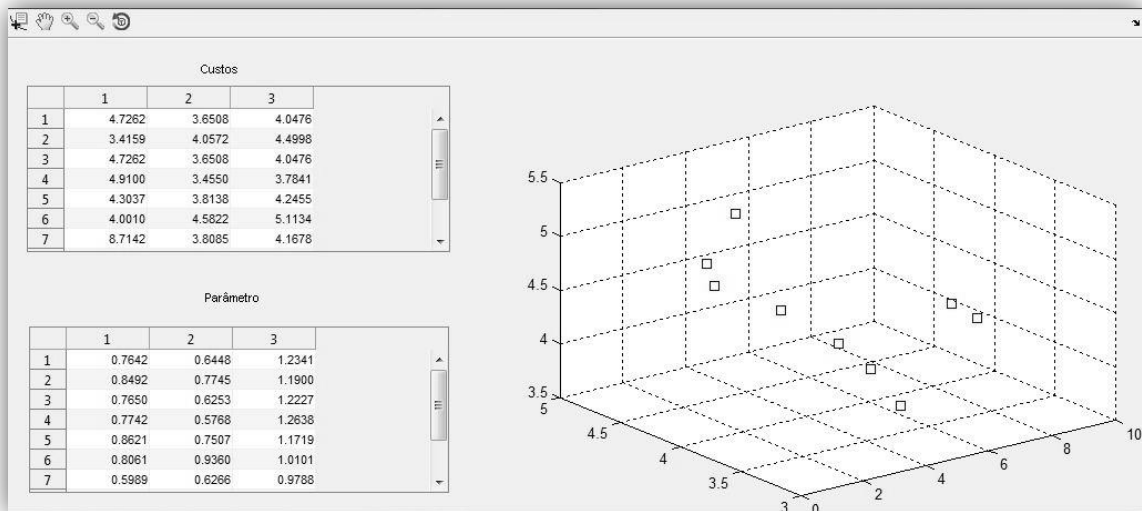 Custos
1 2 3
1 4.7262 3.6508 4.0476
2 3.4159 4.0572 4.4998
3 4.7262 3.6508 4.0476
4 4.9100 3.4550 3.7841
5 4.3037 3.8138 4.2455
6 4.0010 4.5822 5.1134
7 8.7142 3.8085 4.1678
Parâmetro
1 2 3
1 0.7642 0.6448 1.2341
2 0.8492 0.7745 1.1900
3 0.7650 0.6253 1.2227
4 0.7742 0.5768 1.2638
5 0.8621 0.7507 1.1719
6 0.8061 0.9360 1.0101
7 0.5989 0.6266 0.9788
5.5
5
4.5
4
3.5
5
4.5
4
3.5
3
0
2
4
6
8
10